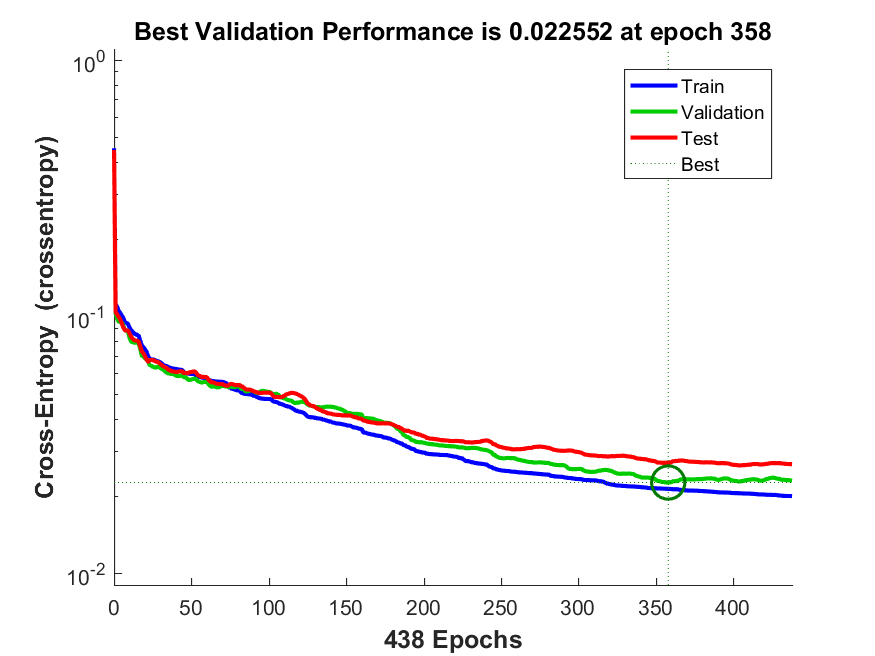 Best Validation Performance is 0.022552 at epoch 358
Cross-Entropy (crossentropy)
10^0
10^-1
10^-2
Train
Validation
Test
Best
0 50 100 150 200 250 300 350 400
438 Epochs